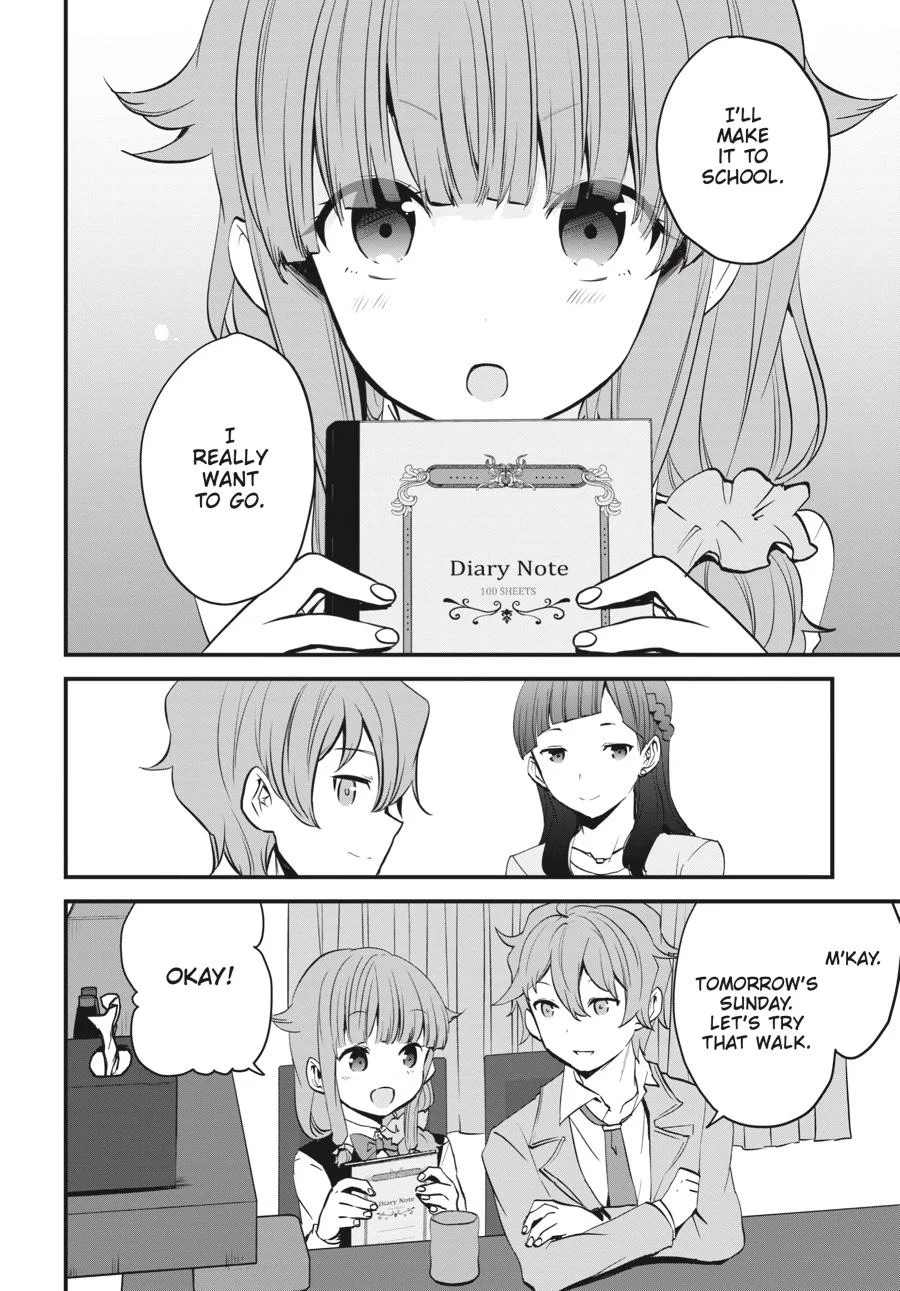 I'LL
MAKE
IT TO
SCHOOL.
I
REALLY
WANT
TO GO.
Diary Note
100 SHEETS
M'KAY.
TOMORROW'S
SUNDAY.
LET'S TRY
THAT WALK.
OKAY!
Diary Note